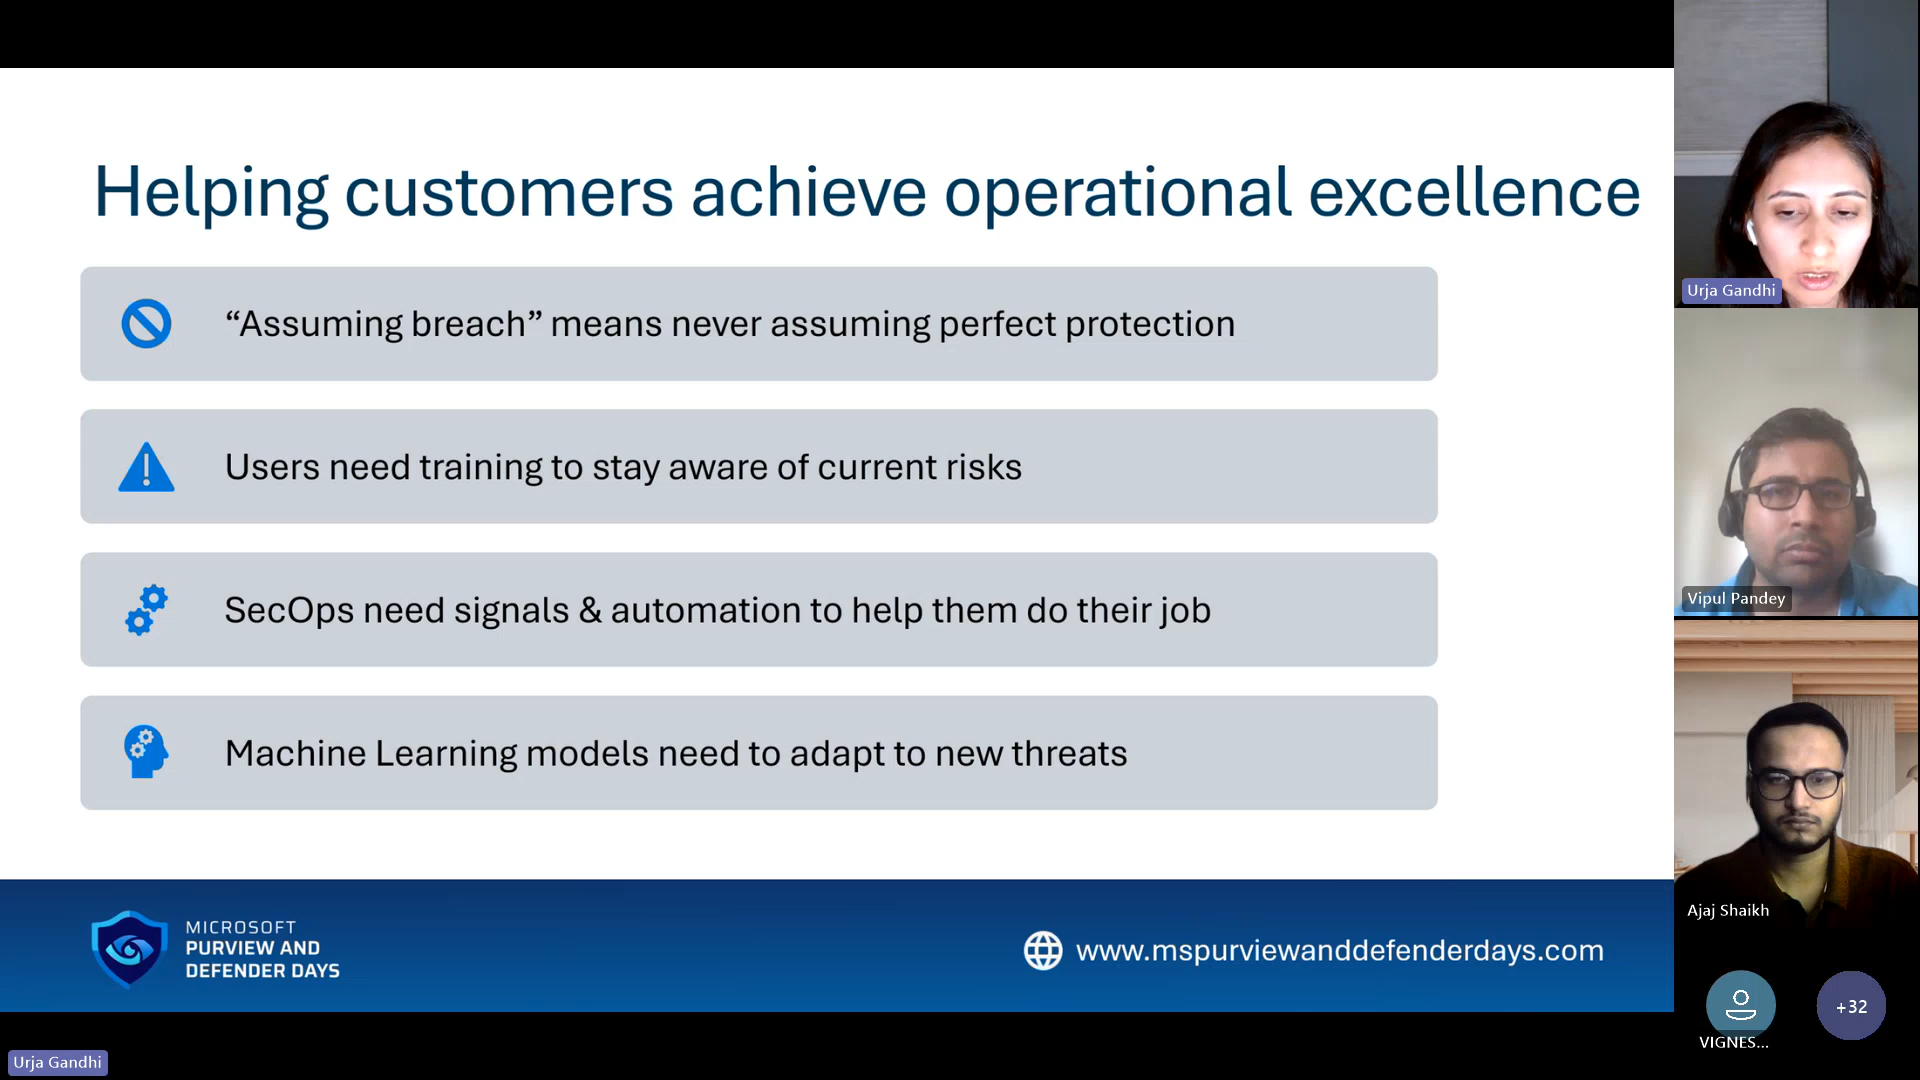 Helping customers achieve operational excellence
“Assuming breach” means never assuming perfect protection
Users need training to stay aware of current risks
SecOps need signals & automation to help them do their job
Machine Learning models need to adapt to new threats
MICROSOFT
PURVIEW AND
DEFENDER DAYS
www.mspurviewanddefenderdays.com
Urja Gandhi
Urja Gandhi
Vipul Pandey
Ajaj Shaikh
VIGNES...
+32